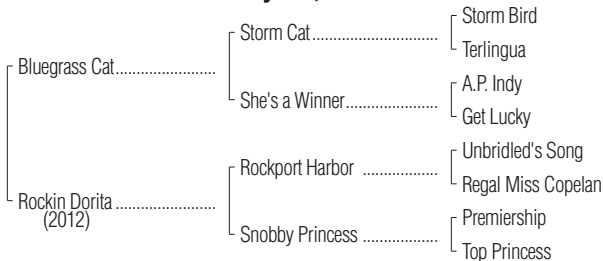 Storm Bird
Storm Cat........................
Terlingua
Bluegrass Cat.......................
A.P. Indy
She's a Winner.....................
Get Lucky
Unbridled's Song
Rockport Harbor .................
Regal Miss Copelan
Rockin Dorita .......................
(2012)
Premiership
Snobby Princess .................
Top Princess